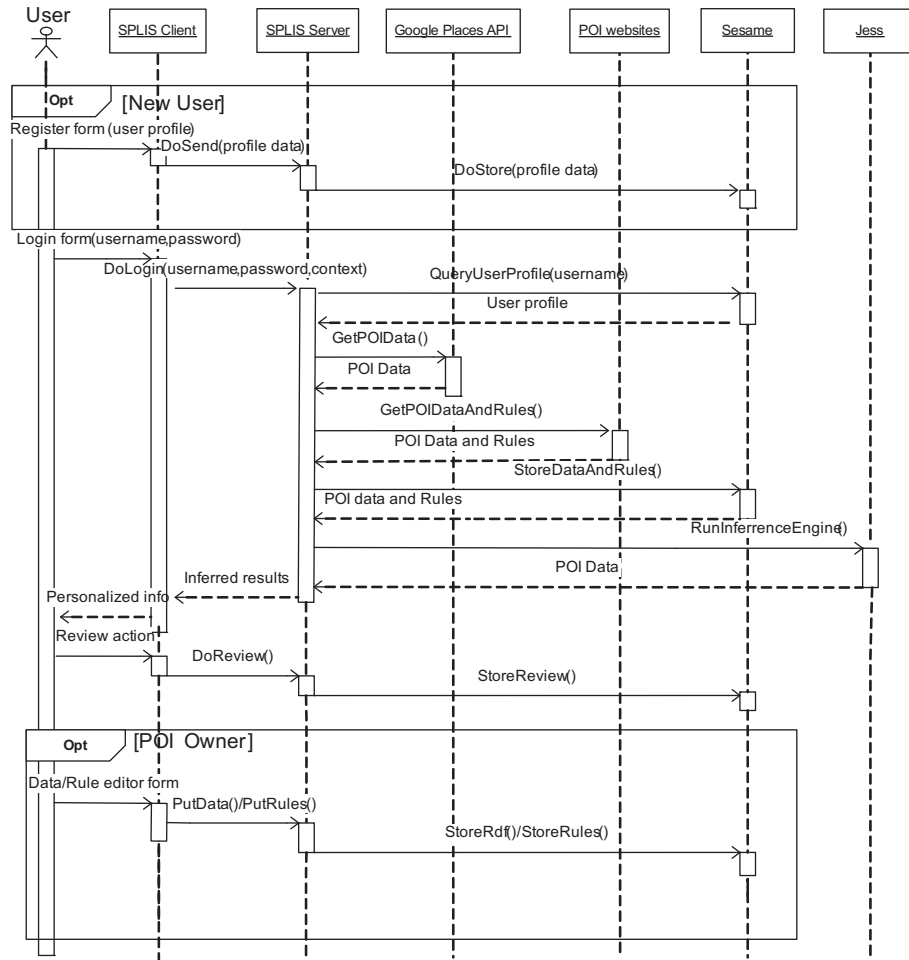 User
SPLIS Client
SPLIS Server
Google Places API
POI websites
Sesame
Jess
Opt
[New User]
Register form (user profile)
DoSend(profile data)
DoStore(profile data)
Login form(username,password)
DoLogin(username,password,context)
QueryUserProfile(username)
User profile
GetPOIData()
POI Data
GetPOIDataAndRules()
POI Data and Rules
StoreDataAndRules()
POI data and Rules
RunInferrenceEngine()
POI Data
Inferred results
Personalized info
Review action
DoReview()
StoreReview()
Opt
[POI Owner]
Data/Rule editor form
PutData()/PutRules()
StoreRdf()/StoreRules()